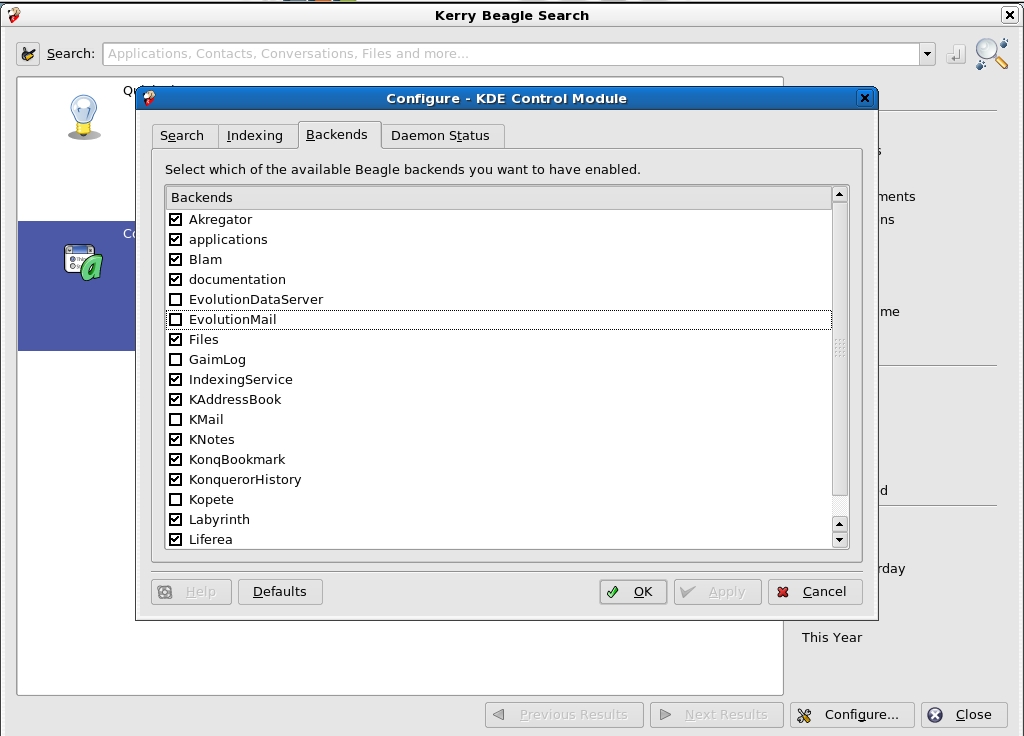 Kerry Beagle Search
Search:
Applications, Contacts, Conversations, Files and more...
Configure - KDE Control Module
Search
Indexing
Backends
Daemon Status
Select which of the available Beagle backends you want to have enabled.
Backends
Akregator
applications
Blam
documentation
EvolutionDataServer
EvolutionMail
Files
GaimLog
IndexingService
KAddressBook
KMail
KNotes
KonqBookmark
KonquerorHistory
Kopete
Labyrinth
Liferea
Help
Defaults
OK
Apply
Cancel
ments
ns
me
d
rday
This Year
Previous Results
Next Results
Configure...
Close